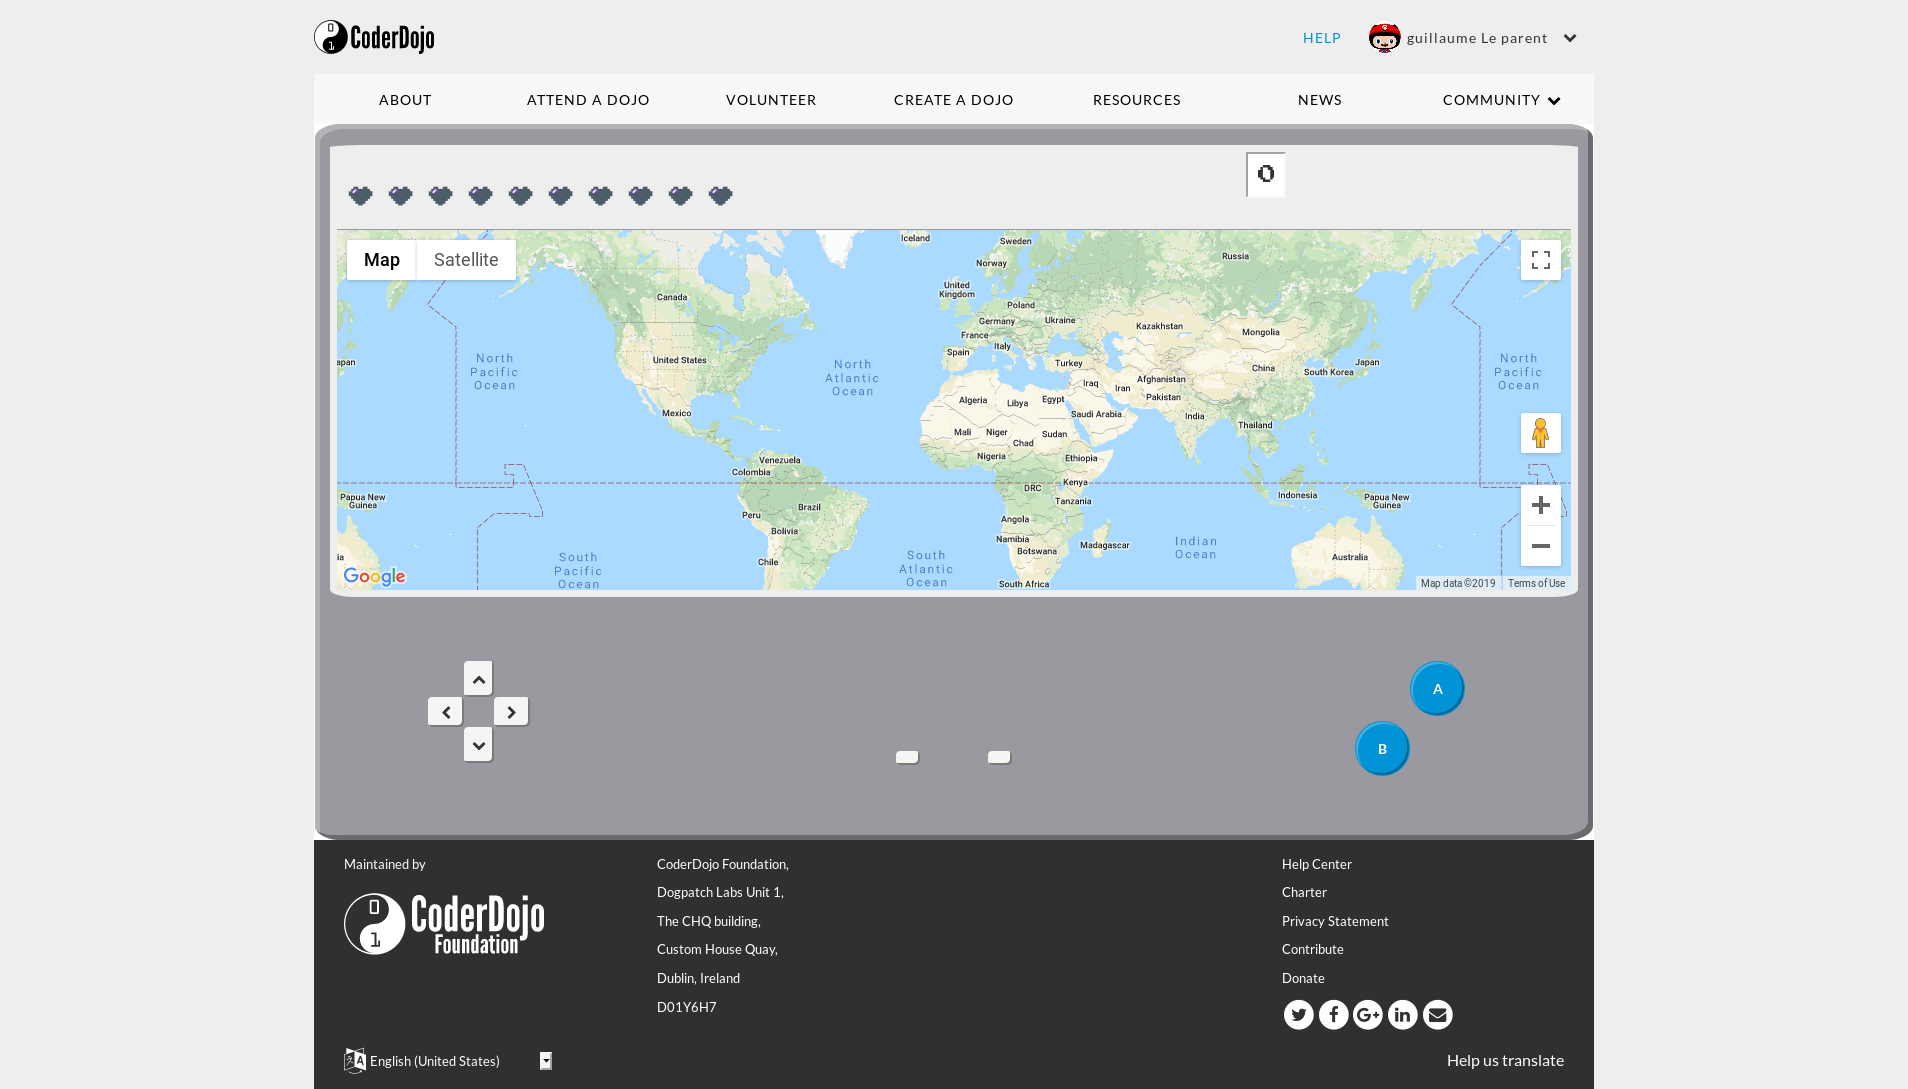 CoderDojo
HELP
guillaume Le parent
ABOUT
ATTEND A DOJO
VOLUNTEER
CREATE A DOJO
RESOURCES
NEWS
COMMUNITY
0
Map
Satellite
Iceland
Sweden
Norway
Russia
United
Kingdom
Canada
Poland
Germany
Ukraine
France
Kazakhstan
Mongolia
Italy
Spain
United States
Turkey
China
Japan
South Korea
apan
North
Pacific
Ocean
North
Atlantic
Ocean
North
Pacific
Ocean
Iraq
Iran
Afghanistan
Pakistan
Algeria
Libya
Egypt
Saudi Arabia
Mexico
India
Mali
Niger
Chad
Sudan
Thailand
Nigeria
Ethiopia
Venezuela
Colombia
DRC
Kenya
Tanzania
Indonesia
Papua New
Guinea
Papua New
Guinea
Peru
Brazil
Angola
Bolivia
Namibia
Botswana
Madagascar
Indian
Ocean
ia
Chile
South
Pacific
Ocean
South
Atlantic
Ocean
South Africa
Australia
Google
Map data ©2019
Terms of Use
A
B
Maintained by
CoderDojo
Foundation
CoderDojo Foundation,
Dogpatch Labs Unit 1,
The CHQ building,
Custom House Quay,
Dublin, Ireland
D01Y6H7
Help Center
Charter
Privacy Statement
Contribute
Donate
English (United States)
Help us translate